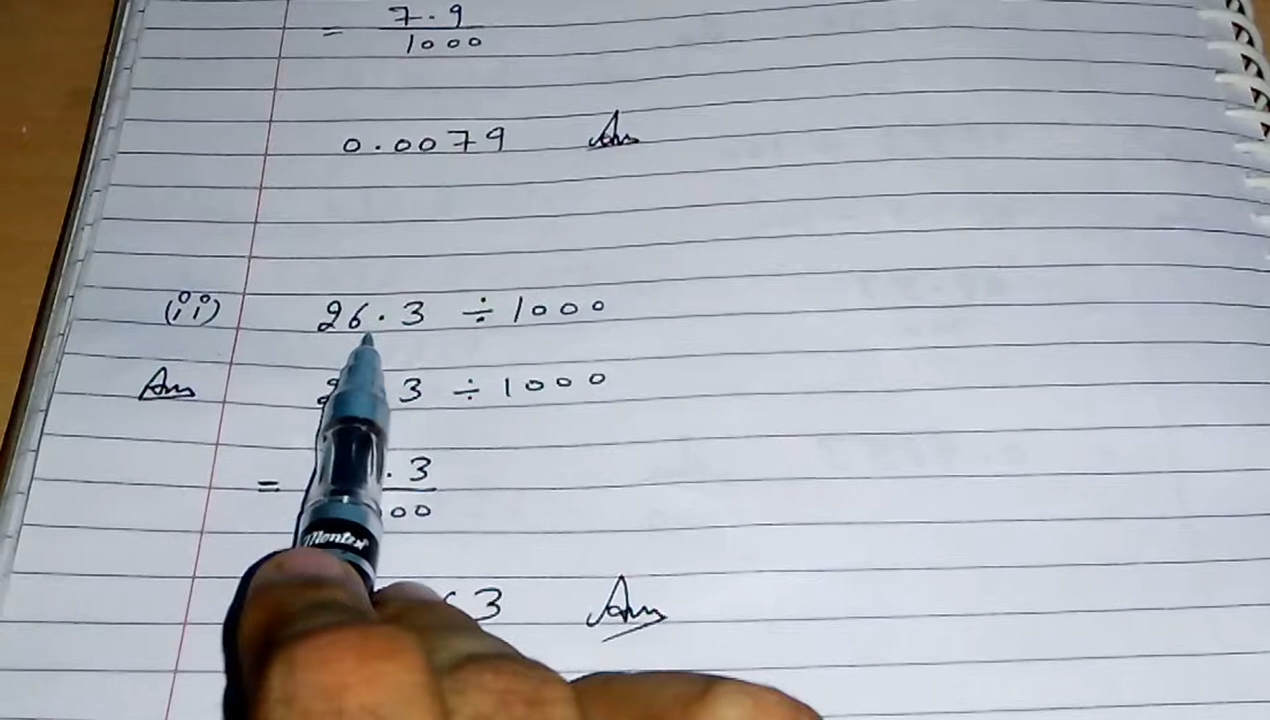 = 7.9
1000
0.0079 Ans
(ii) 26.3 ÷ 1000
Ans 3 ÷ 1000
= .3
00
3 Ans
Montex